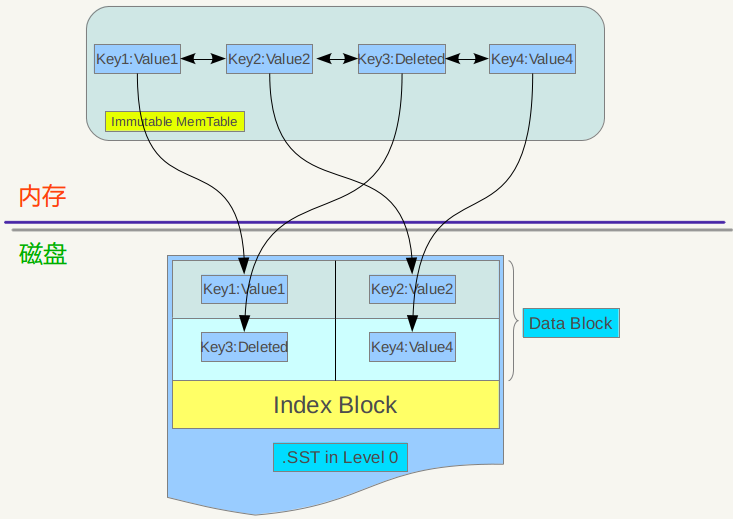 Key1:Value1 Key2:Value2 Key3:Deleted Key4:Value4
Immutable MemTable
内存
磁盘
Key1:Value1 Key2:Value2
Data Block
Key3:Deleted Key4:Value4
Index Block
.SST in Level 0